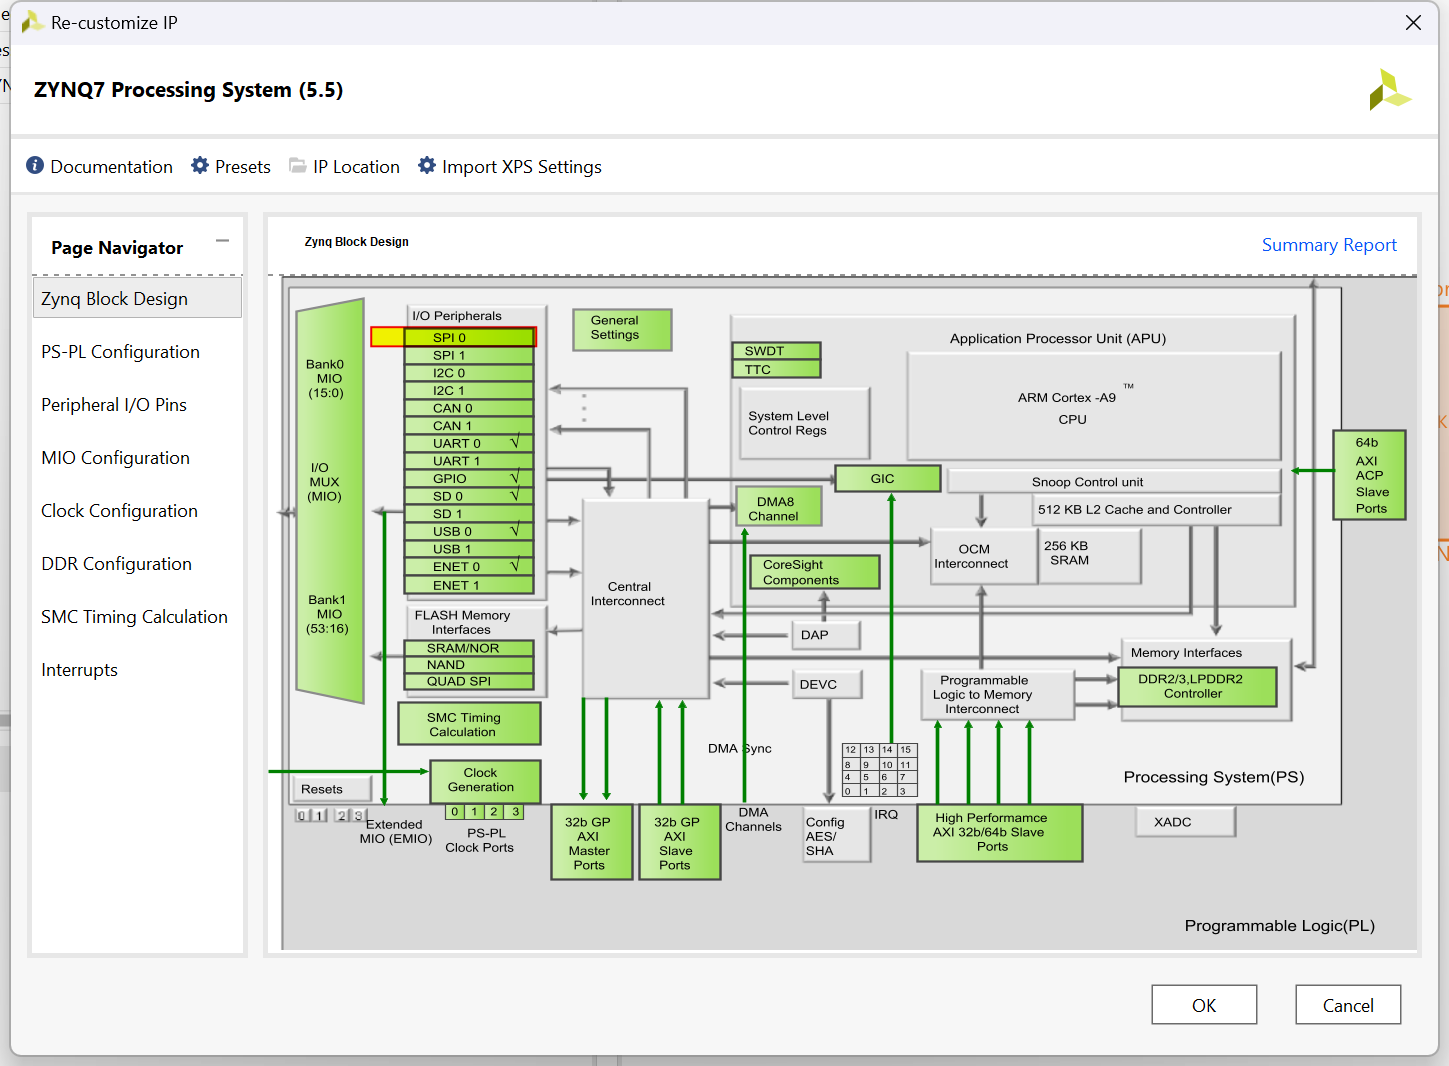 Re-customize IP
ZYNQ7 Processing System (5.5)
Documentation
Presets
IP Location
Import XPS Settings
Page Navigator
Zynq Block Design
PS-PL Configuration
Peripheral I/O Pins
MIO Configuration
Clock Configuration
DDR Configuration
SMC Timing Calculation
Interrupts
Zynq Block Design
Summary Report
Bank0
MIO
(15:0)
I/O
MUX
(MIO)
Bank1
MIO
(53:16)
I/O Peripherals
SPI 0
SPI 1
I2C 0
I2C 1
CAN 0
CAN 1
UART 0 √
UART 1
GPIO √
SD 0 √
SD 1
USB 0 √
USB 1
ENET 0 √
ENET 1
FLASH Memory
Interfaces
SRAM/NOR
NAND
QUAD SPI
SMC Timing
Calculation
Clock
Generation
0 1 2 3
PS-PL
Clock Ports
Resets
0 1 2 3
Extended
MIO (EMIO)
General
Settings
Central
Interconnect
32b GP
AXI
Master
Ports
32b GP
AXI
Slave
Ports
DMA Sync
DMA
Channels
Application Processor Unit (APU)
SWDT
TTC
System Level
Control Regs
ARM Cortex -A9 ™
CPU
GIC
Snoop Control unit
DMA8
Channel
512 KB L2 Cache and Controller
OCM
Interconnect
256 KB
SRAM
CoreSight
Components
DAP
DEVC
Programmable
Logic to Memory
Interconnect
Memory Interfaces
DDR2/3,LPDDR2
Controller
64b
AXI
ACP
Slave
Ports
12 13 14 15
8 9 10 11
4 5 6 7
0 1 2 3
IRQ
Config
AES/
SHA
High Performance
AXI 32b/64b Slave
Ports
Processing System(PS)
XADC
Programmable Logic(PL)
OK
Cancel